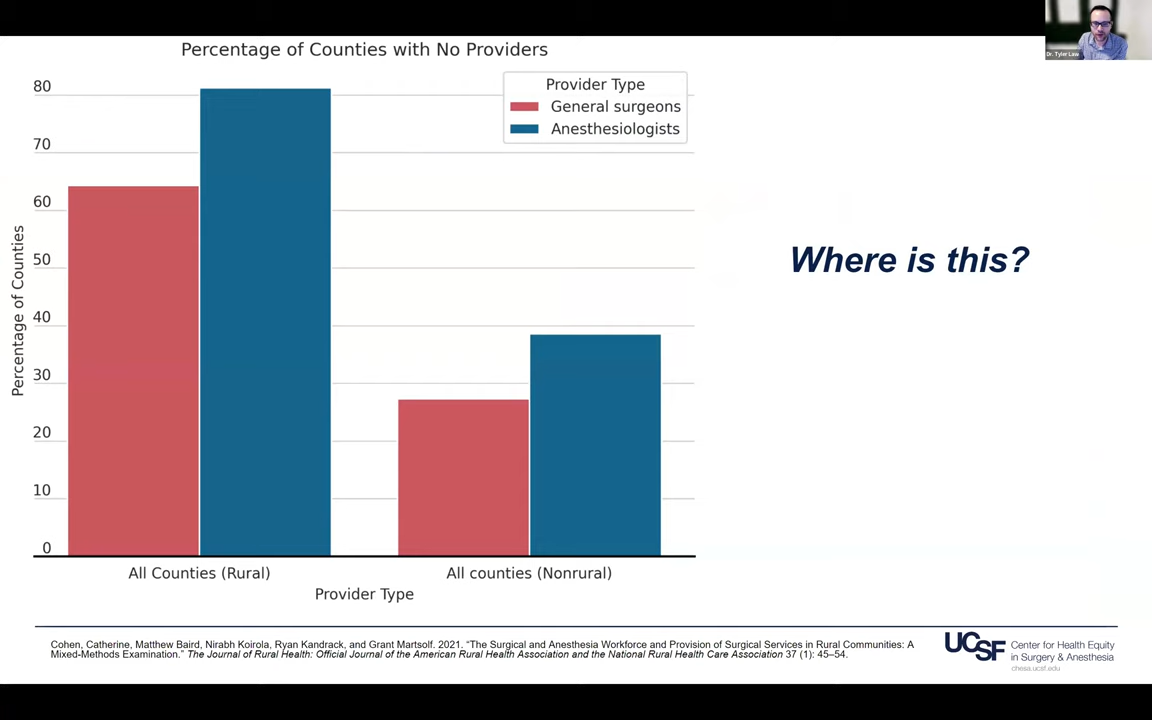 Dr. Tyler Law
Percentage of Counties with No Providers
Provider Type
General surgeons
Anesthesiologists
Percentage of Counties
80
70
60
50
40
30
20
10
0
All Counties (Rural)
All counties (Nonrural)
Provider Type
Where is this?
Cohen, Catherine, Matthew Baird, Nirabh Koirola, Ryan Kandrack, and Grant Martsolf. 2021. “The Surgical and Anesthesia Workforce and Provision of Surgical Services in Rural Communities: A
Mixed-Methods Examination.” The Journal of Rural Health: Official Journal of the American Rural Health Association and the National Rural Health Care Association 37 (1): 45–54.
UCSF
Center for Health Equity
in Surgery & Anesthesia
chesa.ucsf.edu